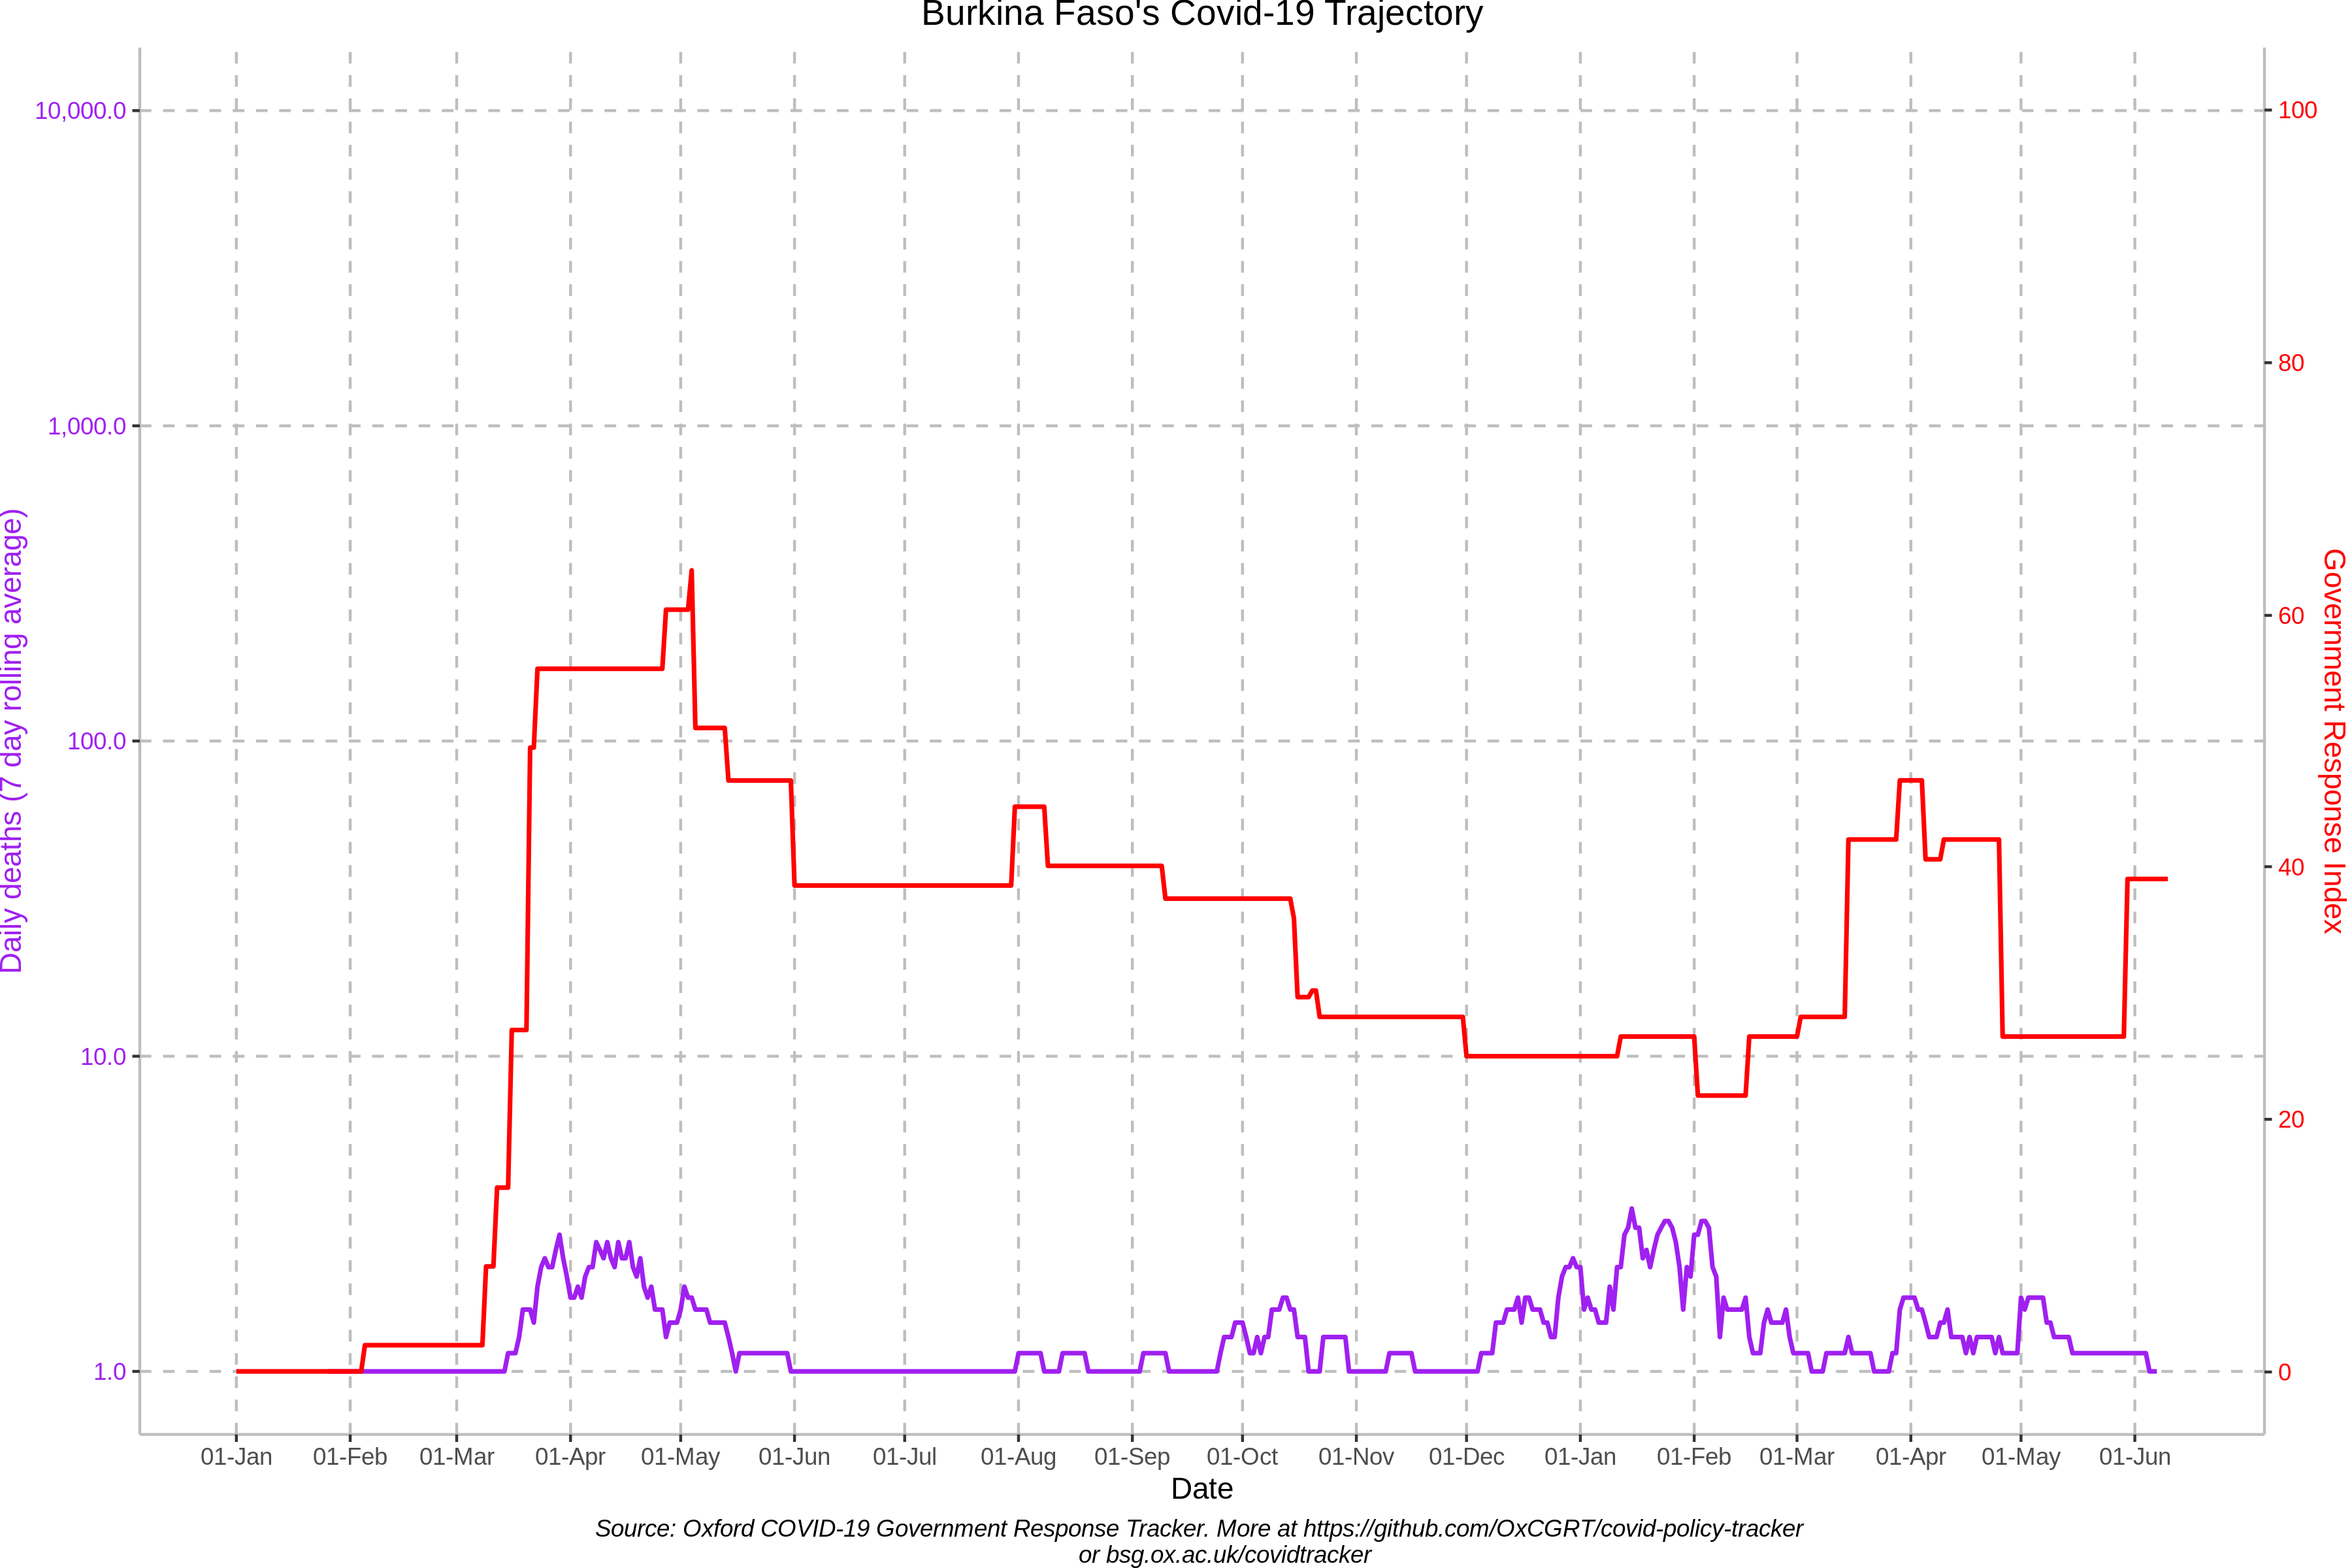 Burkina Faso's Covid-19 Trajectory
10,000.0
1,000.0
100.0
10.0
1.0
Daily deaths (7 day rolling average)
100
80
60
40
20
0
Government Response Index
01-Jan 01-Feb 01-Mar 01-Apr 01-May 01-Jun 01-Jul 01-Aug 01-Sep 01-Oct 01-Nov 01-Dec 01-Jan 01-Feb 01-Mar 01-Apr 01-May 01-Jun
Date
Source: Oxford COVID-19 Government Response Tracker. More at https://github.com/OxCGRT/covid-policy-tracker
or bsg.ox.ac.uk/covidtracker